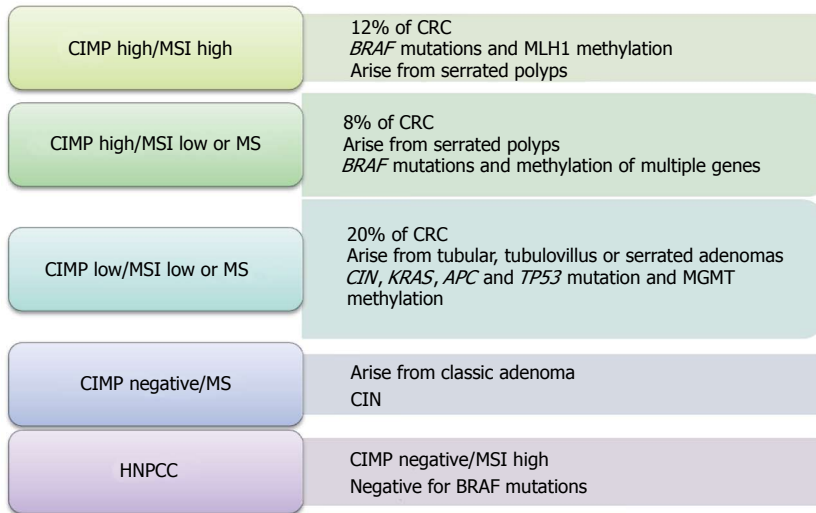 CIMP high/MSI high
12% of CRC
BRAF mutations and MLH1 methylation
Arise from serrated polyps
CIMP high/MSI low or MS
8% of CRC
Arise from serrated polyps
BRAF mutations and methylation of multiple genes
CIMP low/MSI low or MS
20% of CRC
Arise from tubular, tubulovillus or serrated adenomas
CIN, KRAS, APC and TP53 mutation and MGMT
methylation
CIMP negative/MS
Arise from classic adenoma
CIN
HNPCC
CIMP negative/MSI high
Negative for BRAF mutations